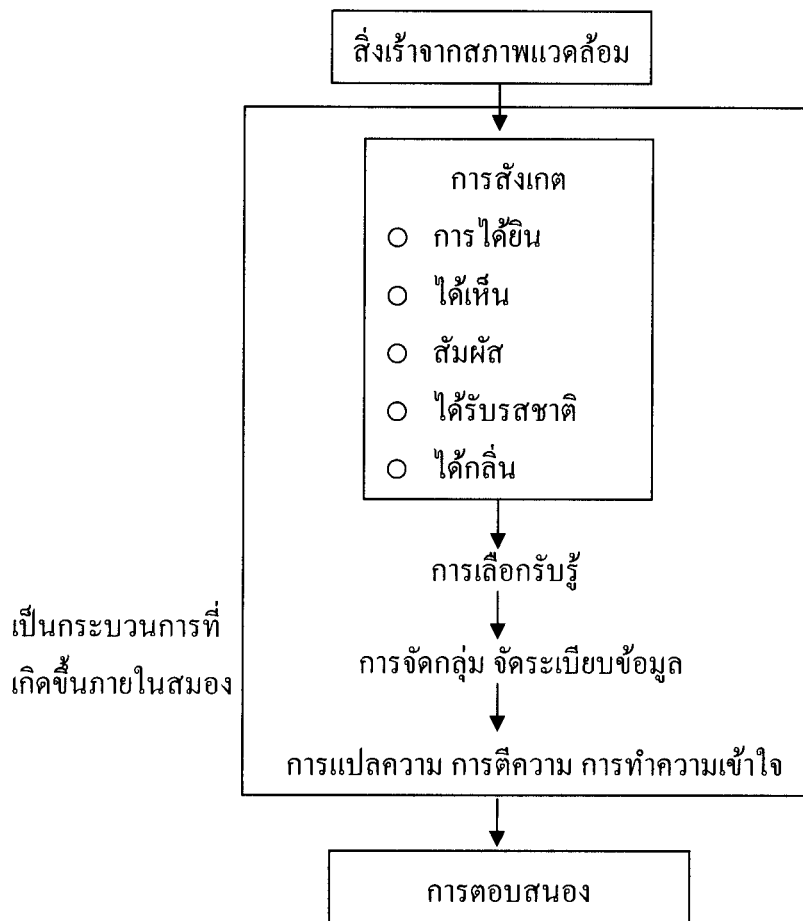 สิ่งเร้าจากสภาพแวดล้อม
การสังเกต
○ การได้ยิน
○ ได้เห็น
○ สัมผัส
○ ได้รับรสชาติ
○ ได้กลิ่น
การเลือกรับรู้
การจัดกลุ่ม จัดระเบียบข้อมูล
การแปลความ การตีความ การทำความเข้าใจ
เป็นกระบวนการที่
เกิดขึ้นภายในสมอง
การตอบสนอง